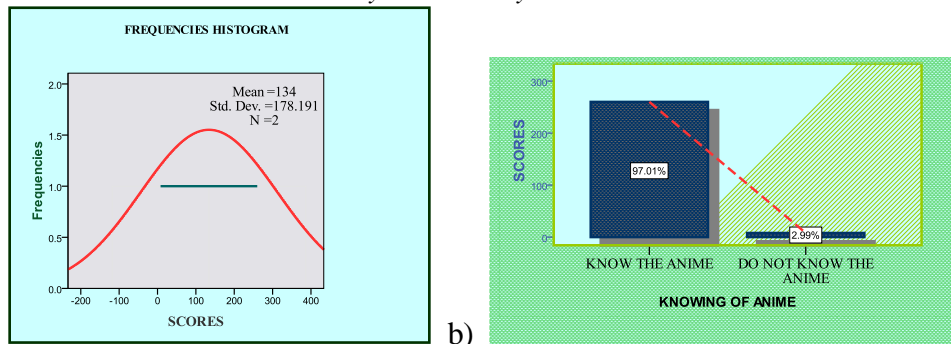 FREQUENCIES HISTOGRAM
Mean =134
Std. Dev. =178.191
N =2
2.0
1.5
1.0
0.5
0.0
Frequencies
-200 -100 0 100 200 300 400
SCORES
b)
300
200
100
0
SCORES
97.01%
2.99%
KNOW THE ANIME DO NOT KNOW THE
ANIME
KNOWING OF ANIME